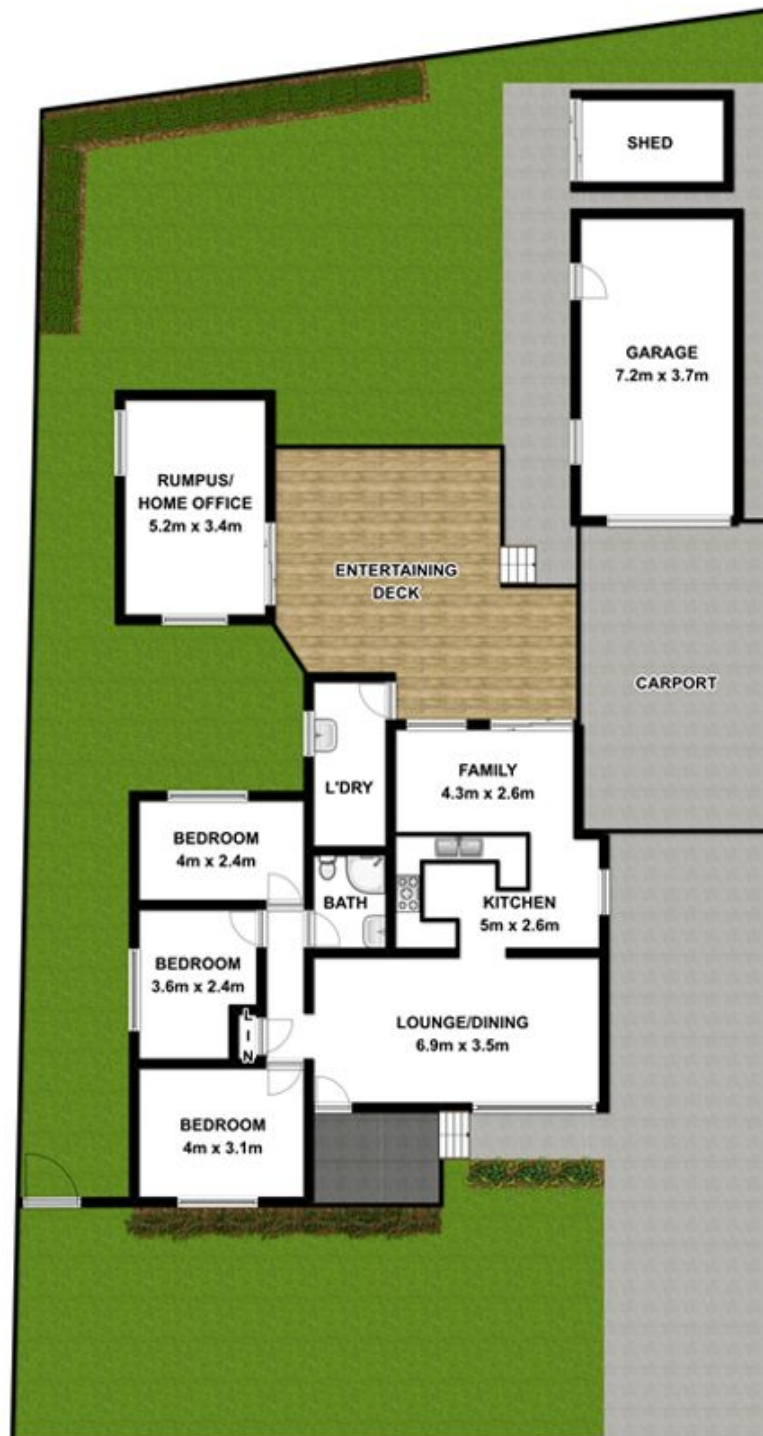 SHED
GARAGE
7.2m x 3.7m
RUMPUS/
HOME OFFICE
5.2m x 3.4m
ENTERTAINING
DECK
CARPORT
FAMILY
4.3m x 2.6m
L'DRY
BEDROOM
4m x 2.4m
BATH
KITCHEN
5m x 2.6m
BEDROOM
3.6m x 2.4m
LIN
LOUNGE/DINING
6.9m x 3.5m
BEDROOM
4m x 3.1m